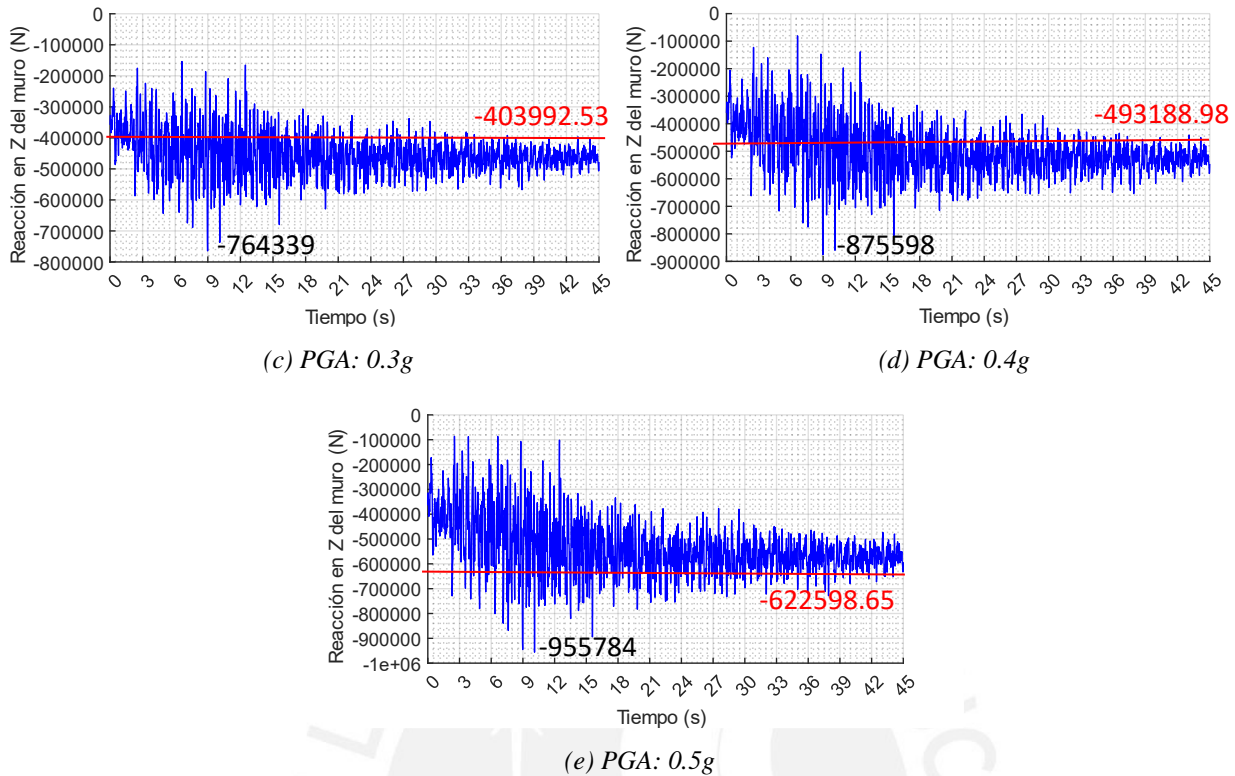 Reacción en Z del muro (N)
0
-100000
-200000
-300000
-400000
-500000
-600000
-700000
-800000
-403992.53
-764339
0 3 6 9 12 15 18 21 24 27 30 33 36 39 42 45
Tiempo (s)
(c) PGA: 0.3g
Reacción en Z del muro (N)
0
-100000
-200000
-300000
-400000
-500000
-600000
-700000
-800000
-900000
-493188.98
-875598
0 3 6 9 12 15 18 21 24 27 30 33 36 39 42 45
Tiempo (s)
(d) PGA: 0.4g
Reacción en Z del muro (N)
0
-100000
-200000
-300000
-400000
-500000
-600000
-700000
-800000
-900000
-1e+06
-622598.65
-955784
0 3 6 9 12 15 18 21 24 27 30 33 36 39 42 45
Tiempo (s)
(e) PGA: 0.5g